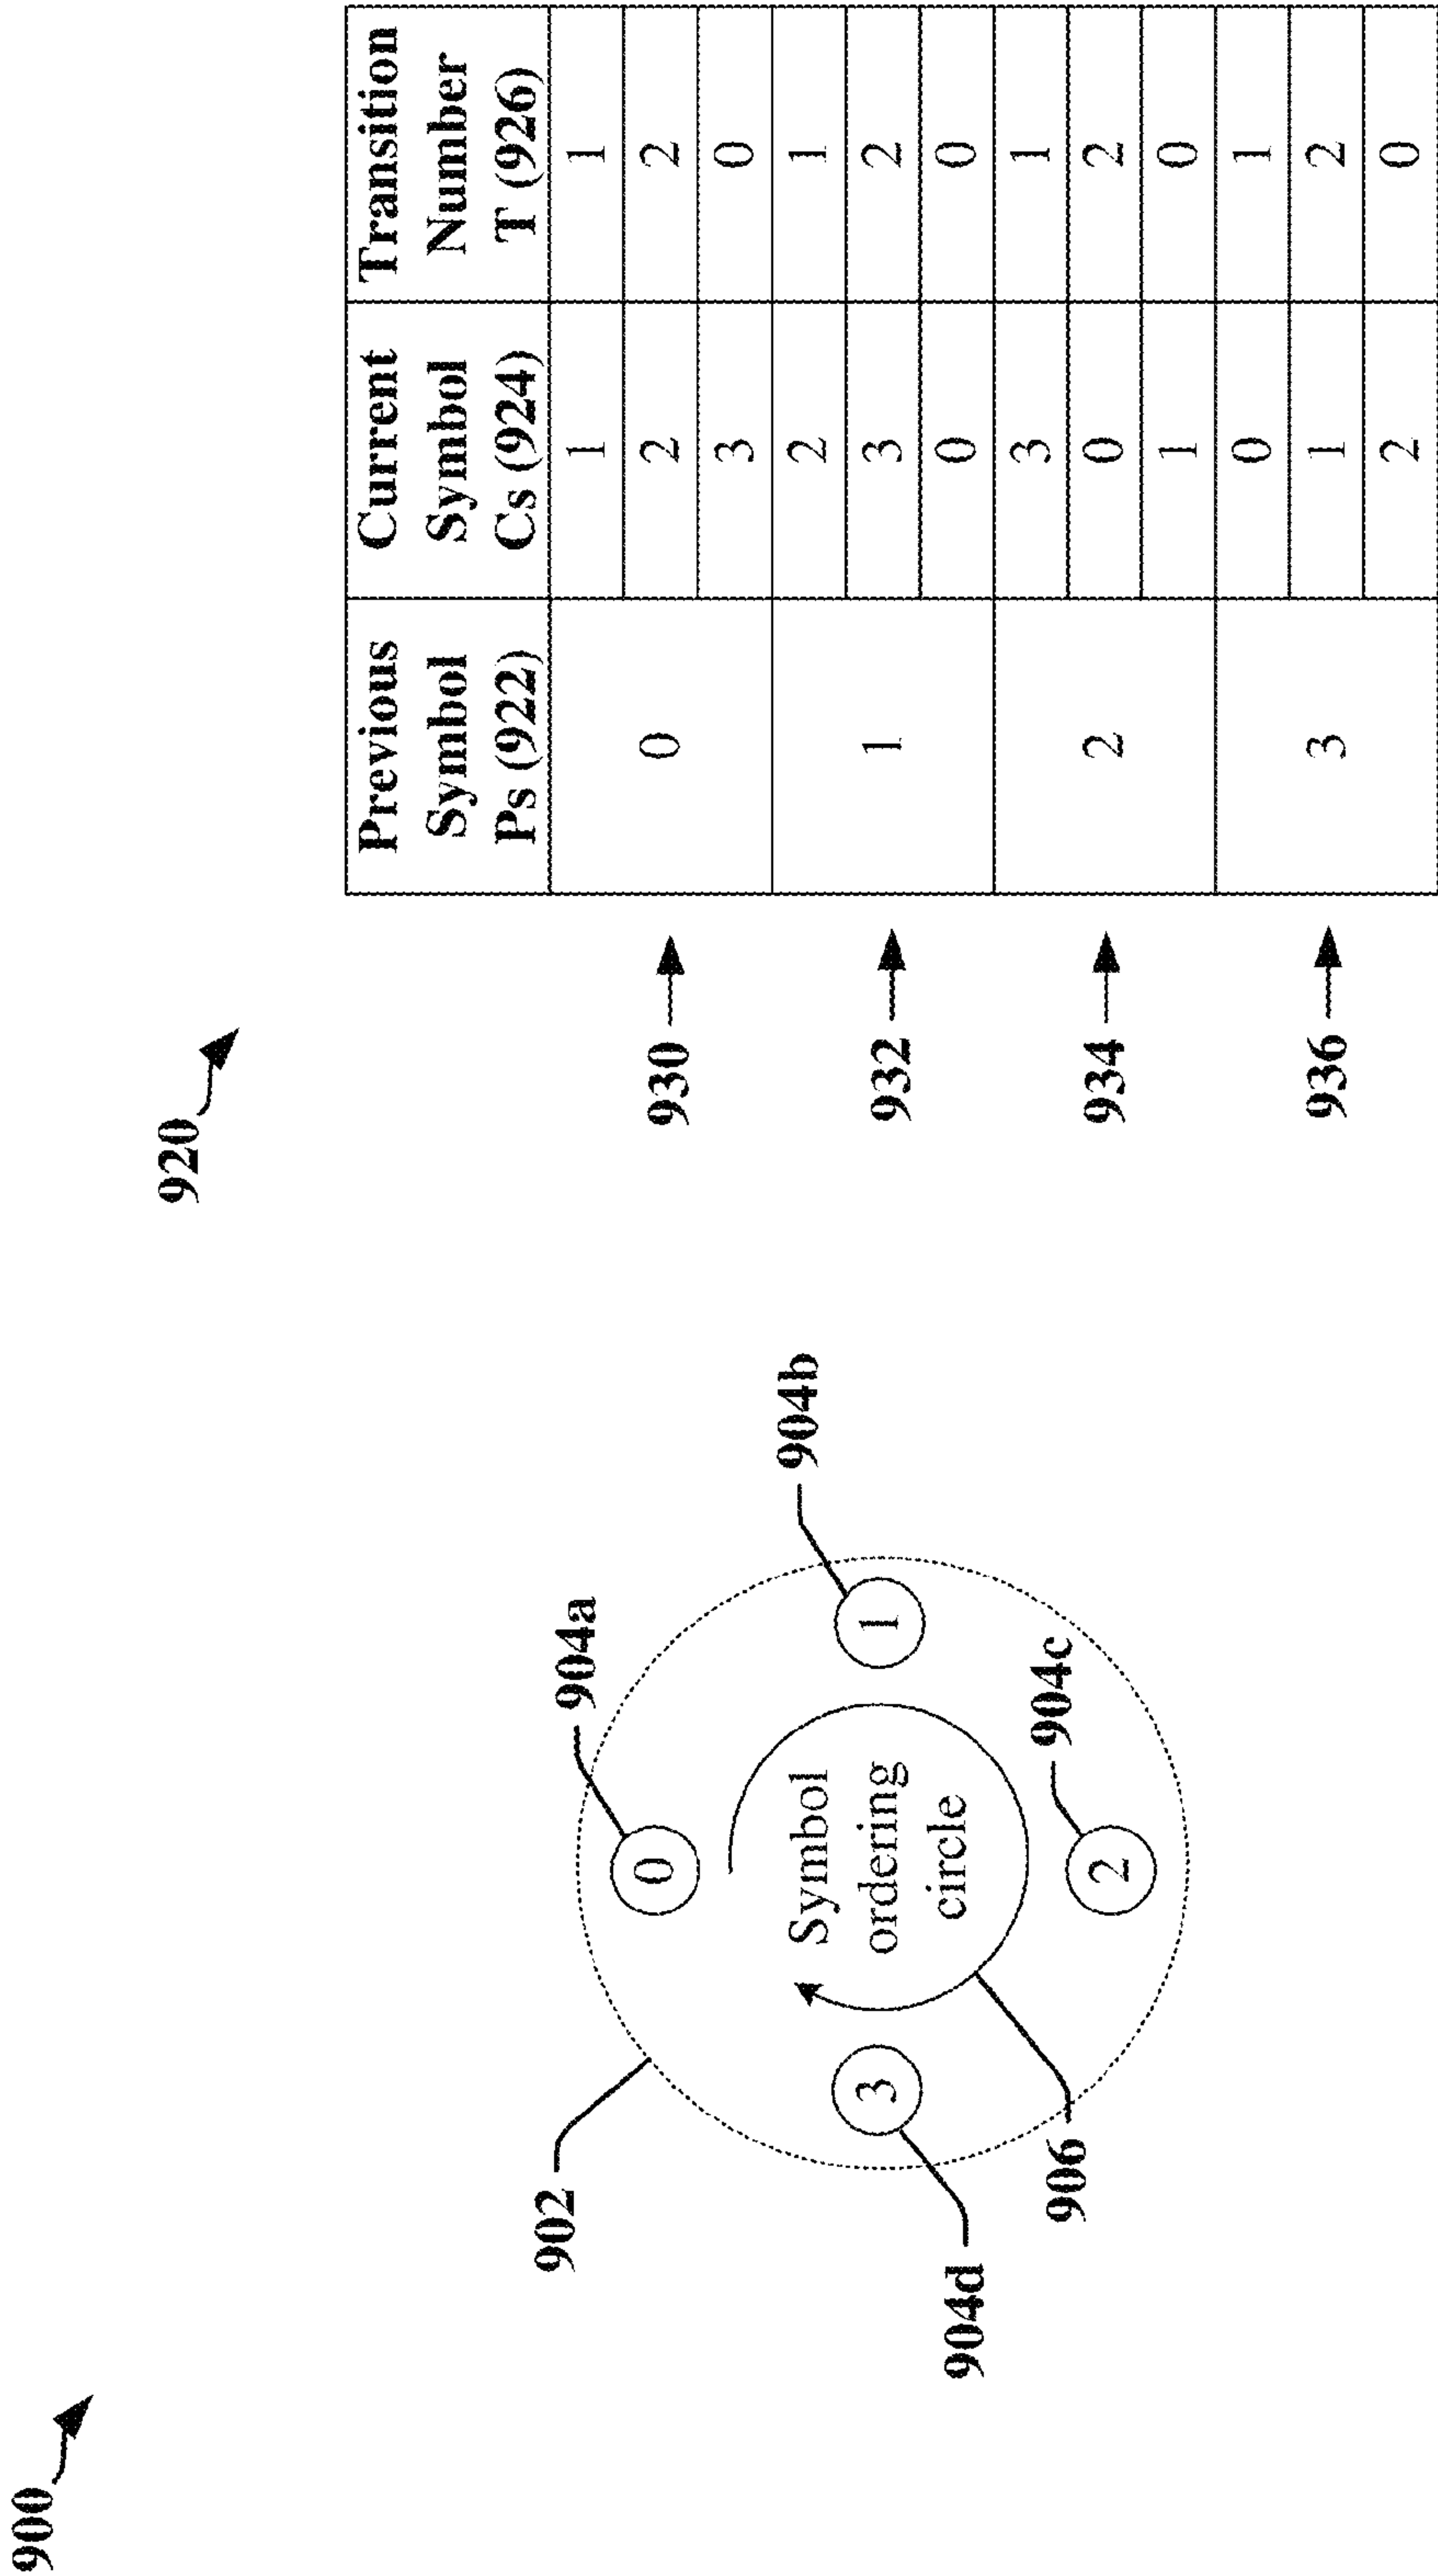 900
902
904a
0
904b
1
904c
2
904d
3
906
Symbol
ordering
circle
920
Previous Symbol Ps (922) Current Symbol Cs (924) Transition Number T (926)
930 0 1 1
2 2
3 0
932 1 2 1
3 2
0 0
934 2 3 1
0 2
1 0
936 3 0 1
1 2
2 0